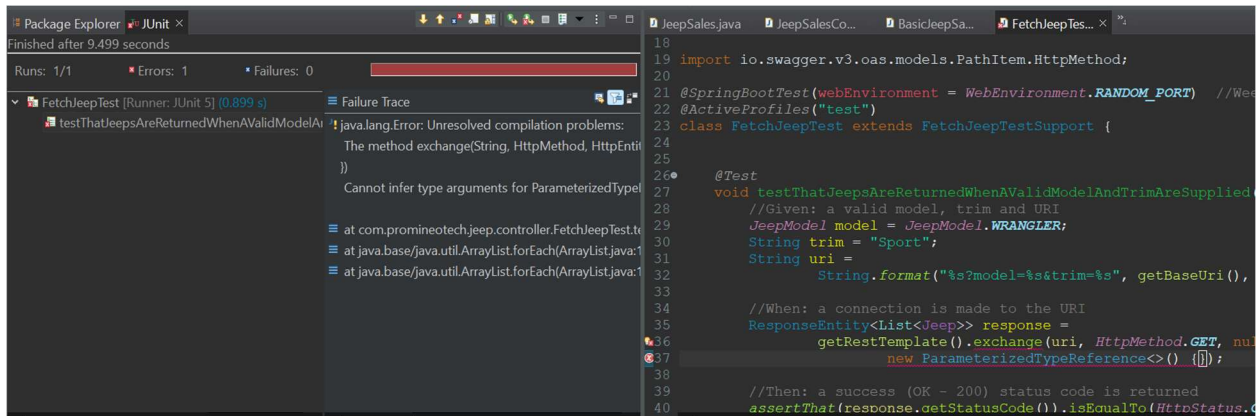 Package Explorer JUnit ×
Finished after 9.499 seconds
Runs: 1/1 Errors: 1 Failures: 0
FetchJeepTest [Runner: JUnit 5] (0.899 s)
testThatJeepsAreReturnedWhenAValidModelAn
Failure Trace
java.lang.Error: Unresolved compilation problems:
The method exchange(String, HttpMethod, HttpEntit
})
Cannot infer type arguments for ParameterizedTypeR
at com.promineotech.jeep.controller.FetchJeepTest.te
at java.base/java.util.ArrayList.forEach(ArrayList.java:1
at java.base/java.util.ArrayList.forEach(ArrayList.java:1
JeepSales.java JeepSalesCo... BasicJeepSa... FetchJeepTes... × "1
18
19 import io.swagger.v3.oas.models.PathItem.HttpMethod;
20
21 @SpringBootTest(webEnvironment = WebEnvironment.RANDOM_PORT) //Wee
22 @ActiveProfiles("test")
23 class FetchJeepTest extends FetchJeepTestSupport {
24
25
26 @Test
27 void testThatJeepsAreReturnedWhenAValidModelAndTrimAreSupplied(
28 //Given: a valid model, trim and URI
29 JeepModel model = JeepModel.WRANGLER;
30 String trim = "Sport";
31 String uri =
32 String.format("%s?model=%s&trim=%s", getBaseUri(),
33
34 //When: a connection is made to the URI
35 ResponseEntity<List<Jeep>> response =
36 getRestTemplate().exchange(uri, HttpMethod.GET, nul
37 new ParameterizedTypeReference<>() {});
38
39 //Then: a success (OK - 200) status code is returned
40 assertThat(response.getStatusCode()).isEqualTo(HttpStatus.O